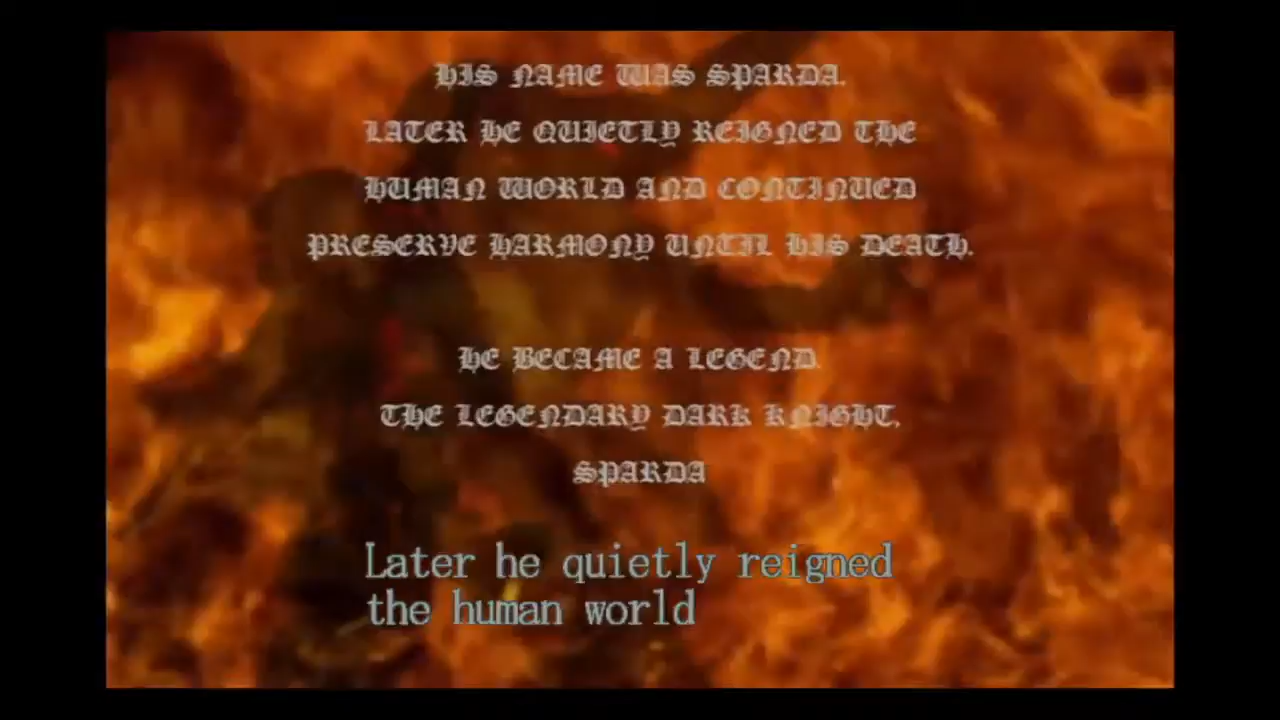 HIS NAME WAS SPARDA.
LATER HE QUIETLY REIGNED THE
HUMAN WORLD AND CONTINUED
PRESERVE HARMONY UNTIL HIS DEATH.
HE BECAME A LEGEND.
THE LEGENDARY DARK KNIGHT,
SPARDA
Later he quietly reigned
the human world